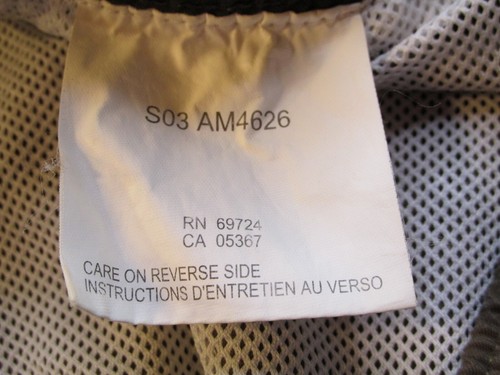 S03 AM4626
RN 69724
CA 05367
CARE ON REVERSE SIDE
INSTRUCTIONS D'ENTRETIEN AU VERSO